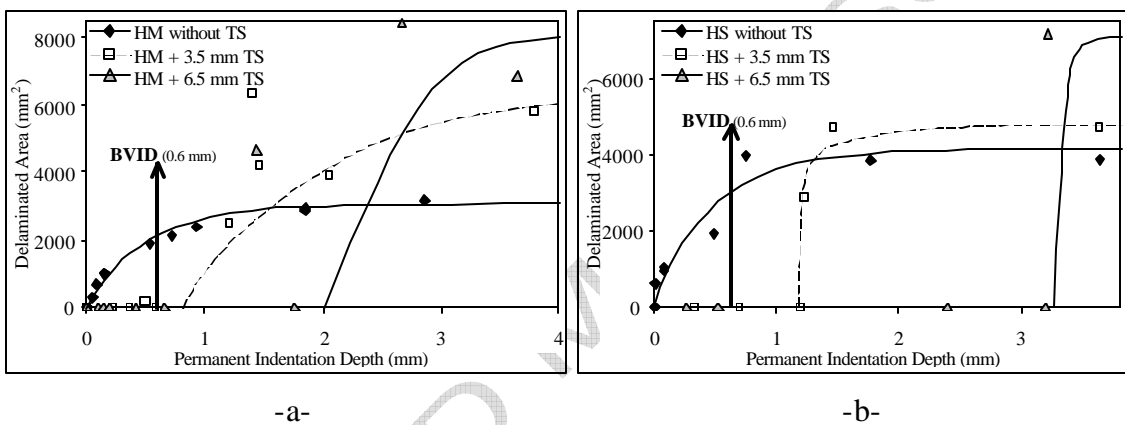 8000
6000
4000
2000
0
Delaminated Area (mm²)
HM without TS
HM + 3.5 mm TS
HM + 6.5 mm TS
BVID (0.6 mm)
0 1 2 3 4
Permanent Indentation Depth (mm)
-a-
6000
4000
2000
0
Delaminated Area (mm²)
HS without TS
HS + 3.5 mm TS
HS + 6.5 mm TS
BVID (0.6 mm)
0 1 2 3
Permanent Indentation Depth (mm)
-b-